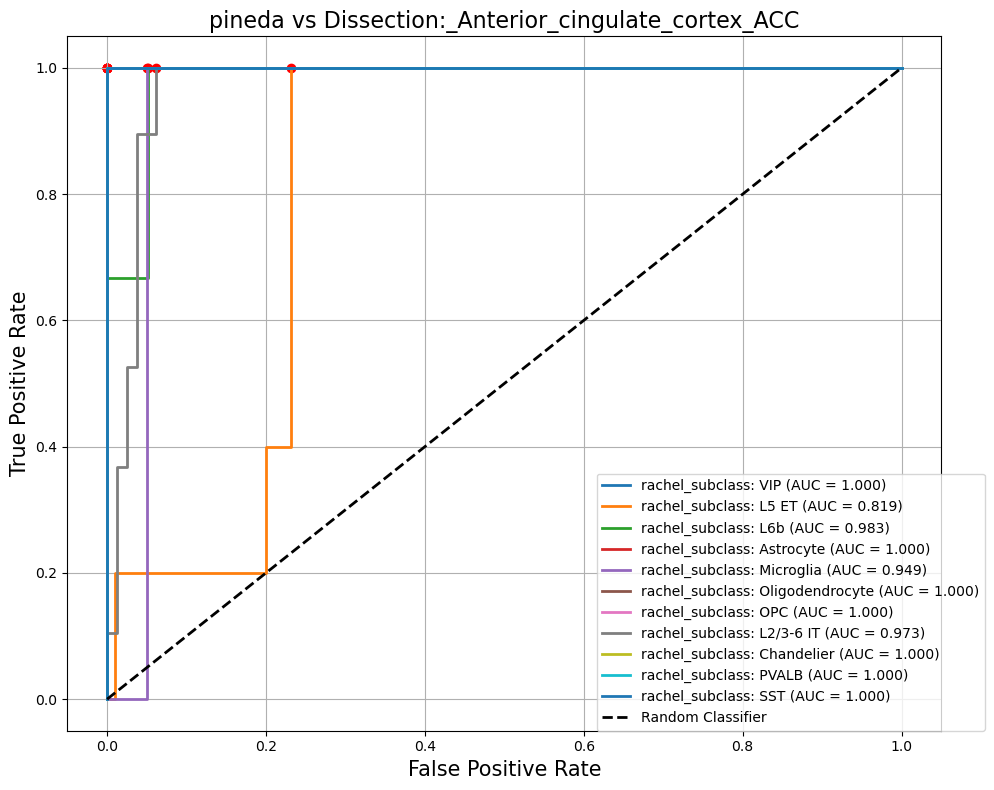 pineda vs Dissection:_Anterior_cingulate_cortex_ACC
True Positive Rate
1.0
0.8
0.6
0.4
0.2
0.0
rachel_subclass: VIP (AUC = 1.000)
rachel_subclass: L5 ET (AUC = 0.819)
rachel_subclass: L6b (AUC = 0.983)
rachel_subclass: Astrocyte (AUC = 1.000)
rachel_subclass: Microglia (AUC = 0.949)
rachel_subclass: Oligodendrocyte (AUC = 1.000)
rachel_subclass: OPC (AUC = 1.000)
rachel_subclass: L2/3-6 IT (AUC = 0.973)
rachel_subclass: Chandelier (AUC = 1.000)
rachel_subclass: PVALB (AUC = 1.000)
rachel_subclass: SST (AUC = 1.000)
Random Classifier
0.0 0.2 0.4 0.6 0.8 1.0
False Positive Rate